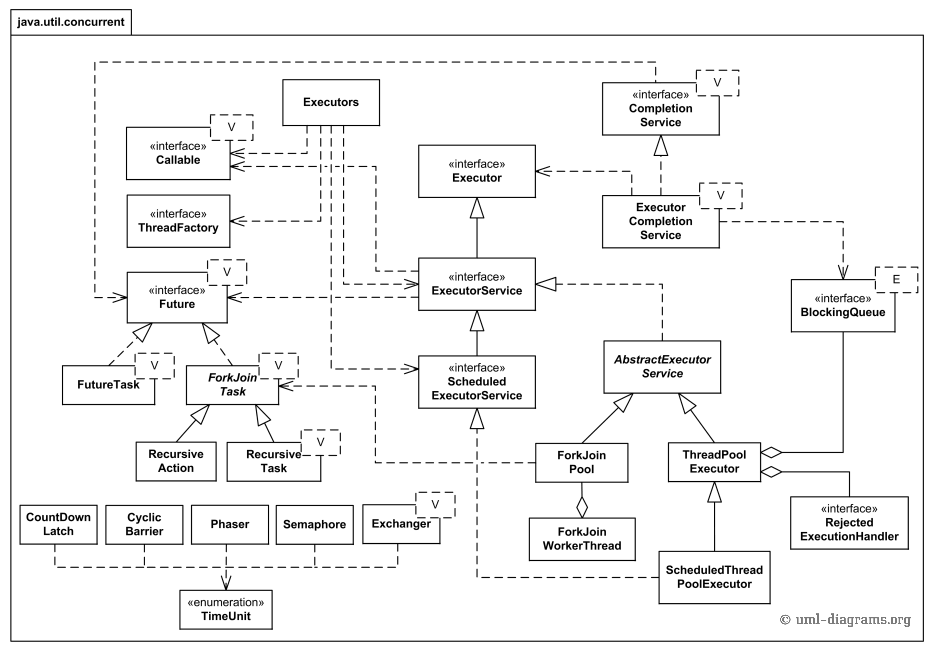 java.util.concurrent
Executors
V
«interface»
Completion
Service
V
«interface»
Callable
«interface»
Executor
«interface»
ThreadFactory
V
Executor
Completion
Service
V
«interface»
Future
«interface»
ExecutorService
E
«interface»
BlockingQueue
V
FutureTask
V
ForkJoin
Task
«interface»
Scheduled
ExecutorService
AbstractExecutor
Service
Recursive
Action
V
Recursive
Task
ForkJoin
Pool
ThreadPool
Executor
CountDown
Latch
Cyclic
Barrier
Phaser
Semaphore
V
Exchanger
ForkJoin
WorkerThread
«interface»
Rejected
ExecutionHandler
ScheduledThread
PoolExecutor
«enumeration»
TimeUnit
© uml-diagrams.org